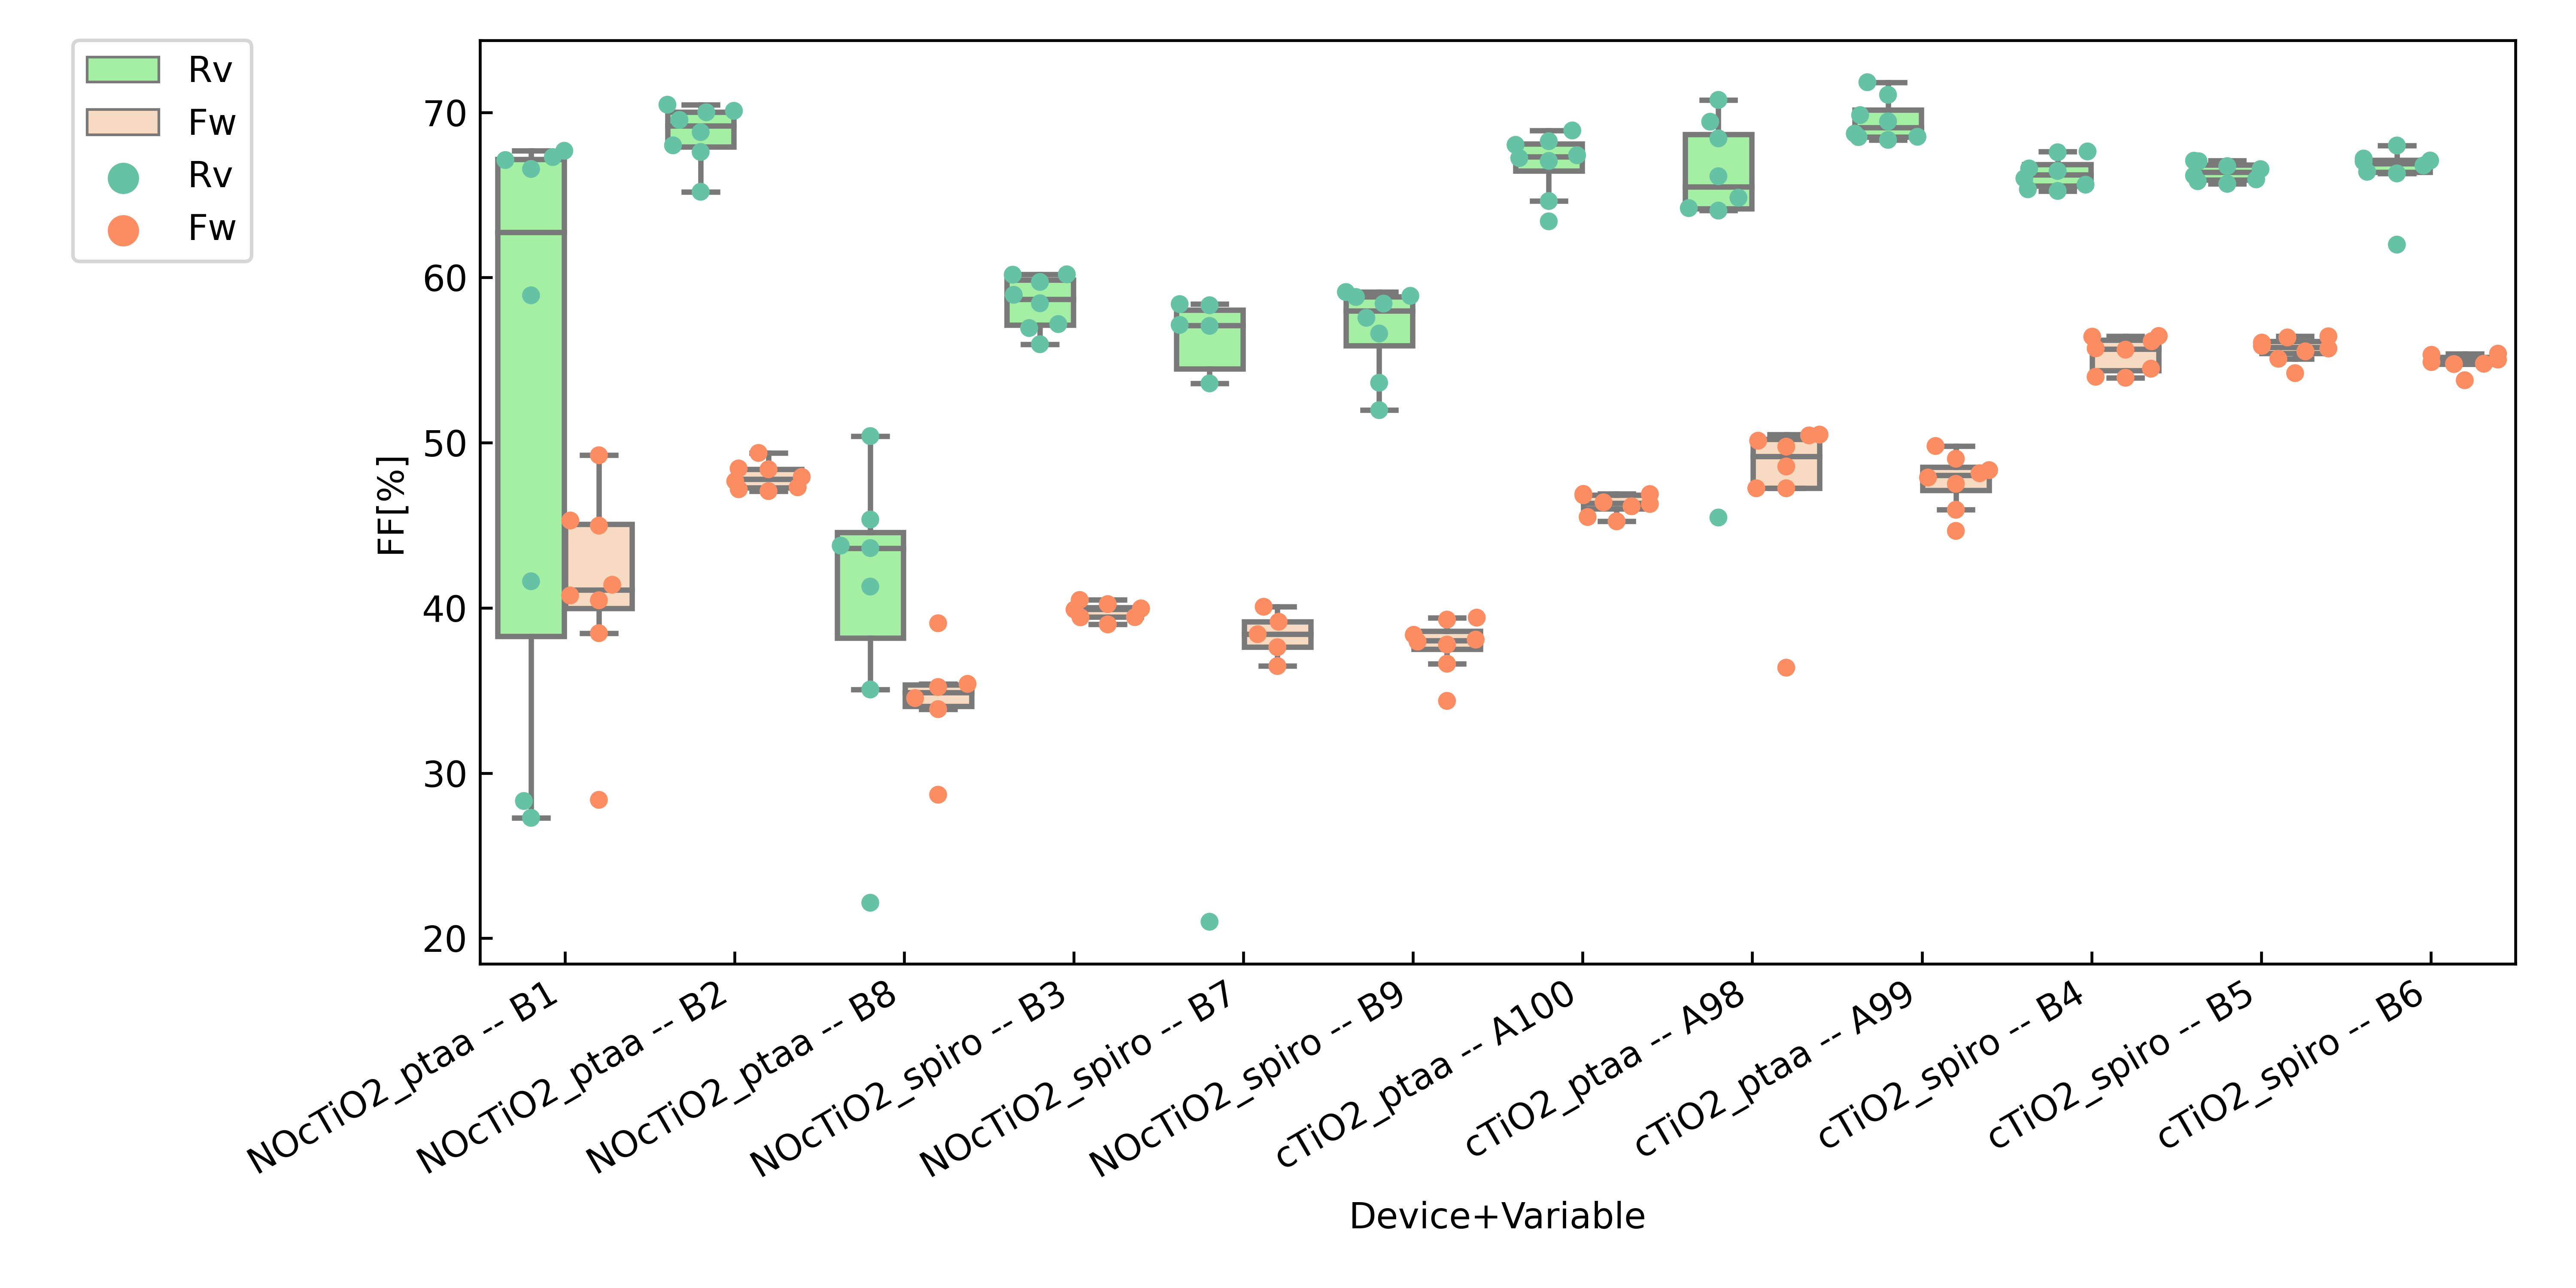 Rv
Fw
Rv
Fw
FF[%]
70
60
50
40
30
20
NOcTiO2_ptaa -- B1
NOcTiO2_ptaa -- B2
NOcTiO2_ptaa -- B8
NOcTiO2_spiro -- B3
NOcTiO2_spiro -- B7
NOcTiO2_spiro -- B9
cTiO2_ptaa -- A100
cTiO2_ptaa -- A98
cTiO2_ptaa -- A99
cTiO2_spiro -- B4
cTiO2_spiro -- B5
cTiO2_spiro -- B6
Device+Variable